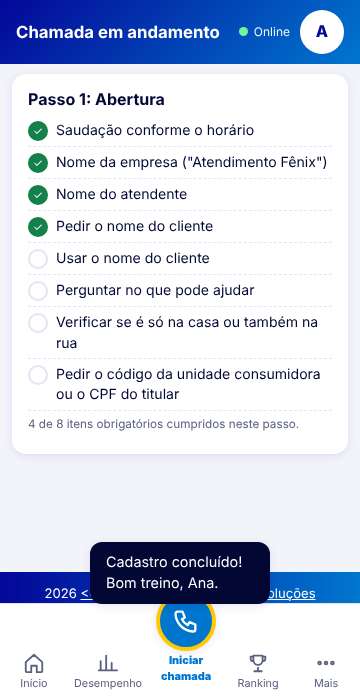 Chamada em andamento
Online
A
Passo 1: Abertura
Saudação conforme o horário
Nome da empresa ("Atendimento Fênix")
Nome do atendente
Pedir o nome do cliente
Usar o nome do cliente
Perguntar no que pode ajudar
Verificar se é só na casa ou também na
rua
Pedir o código da unidade consumidora
ou o CPF do titular
4 de 8 itens obrigatórios cumpridos neste passo.
Cadastro concluído!
Bom treino, Ana.
2026
Início
Desempenho
Iniciar
chamada
Ranking
Mais